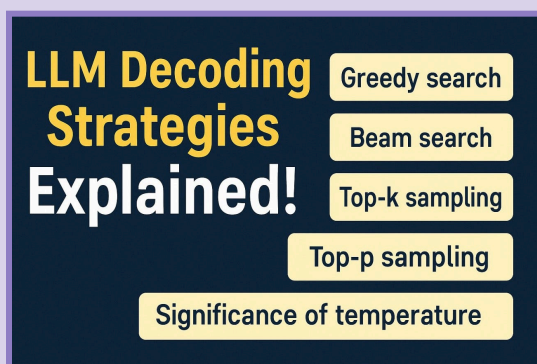 LLM Decoding
Strategies
Explained!
Greedy search
Beam search
Top-k sampling
Top-p sampling
Significance of temperature